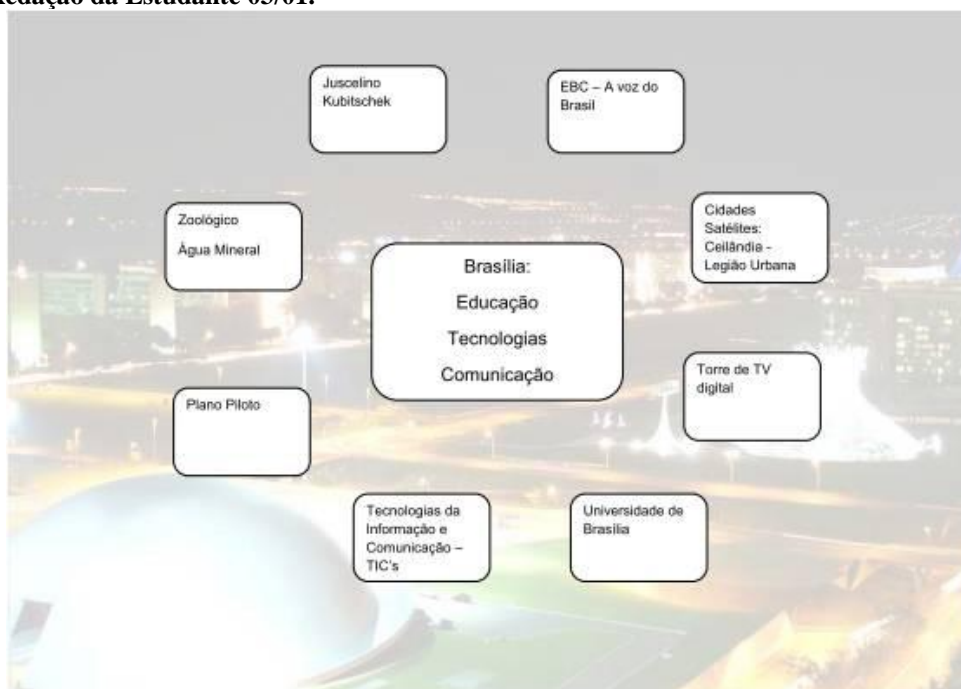 Redação da Estudante 05/01.
Juscelino
Kubitschek
EBC – A voz do
Brasil
Zoológico
Água Mineral
Cidades
Satélites:
Ceilândia -
Legião Urbana
Brasília:
Educação
Tecnologias
Comunicação
Plano Piloto
Torre de TV
digital
Tecnologias da
Informação e
Comunicação –
TIC's
Universidade de
Brasília